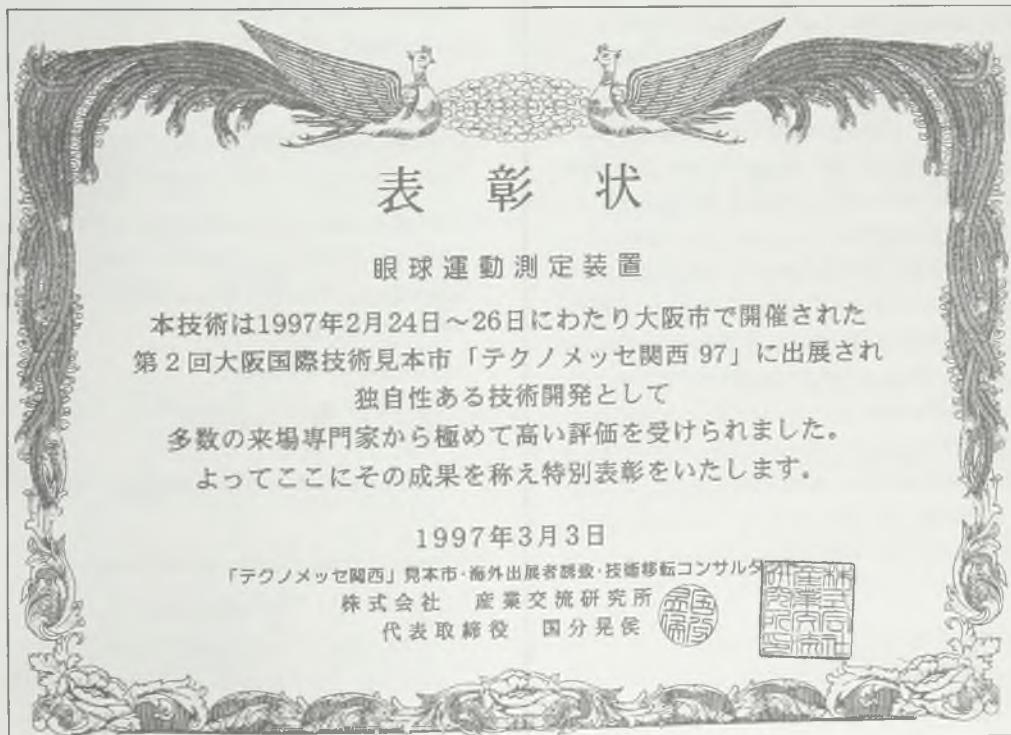 表彰状
眼球運動測定装置
本技術は1997年2月24日～26日にわたり大阪市で開催された
第2回大阪国際技術見本市「テクノメッセ関西 97」に出展され
独自性ある技術開発として
多数の来場専門家から極めて高い評価を受けられました。
よってここにその成果を称え特別表彰をいたします。
1997年3月3日
「テクノメッセ関西」見本市・海外出展者誘致・技術移転コンサルタント
株式会社 産業交流研究所
代表取締役 国分晃侯